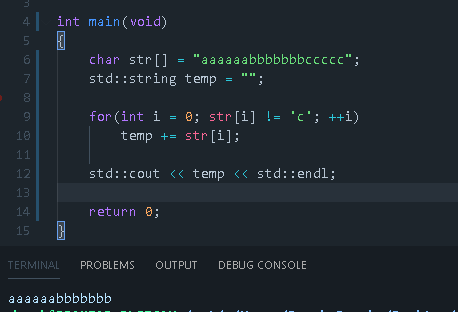 4 int main(void)
5 {
6 char str[] = "aaaaaabbbbbbbccccc";
7 std::string temp = "";
8
9 for(int i = 0; str[i] != 'c'; ++i)
10 temp += str[i];
11
12 std::cout << temp << std::endl;
13
14 return 0;
15 }
TERMINAL PROBLEMS OUTPUT DEBUG CONSOLE
aaaaaabbbbbbb